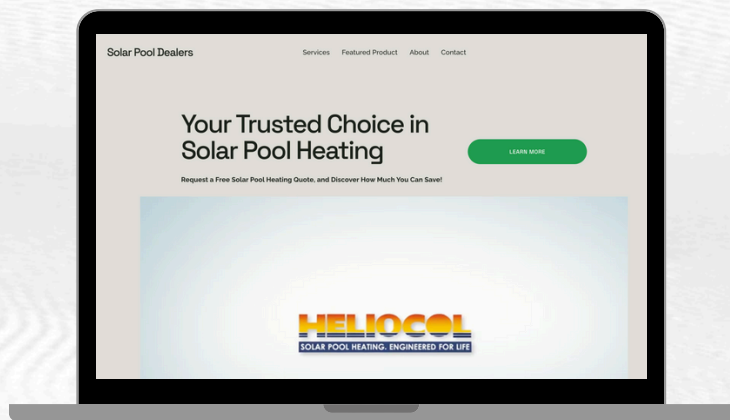 Solar Pool Dealers
Services Featured Product About Contact
Your Trusted Choice in
Solar Pool Heating
LEARN MORE
Request a Free Solar Pool Heating Quote, and Discover How Much You Can Save!
HELIOCOL
SOLAR POOL HEATING. ENGINEERED FOR LIFE